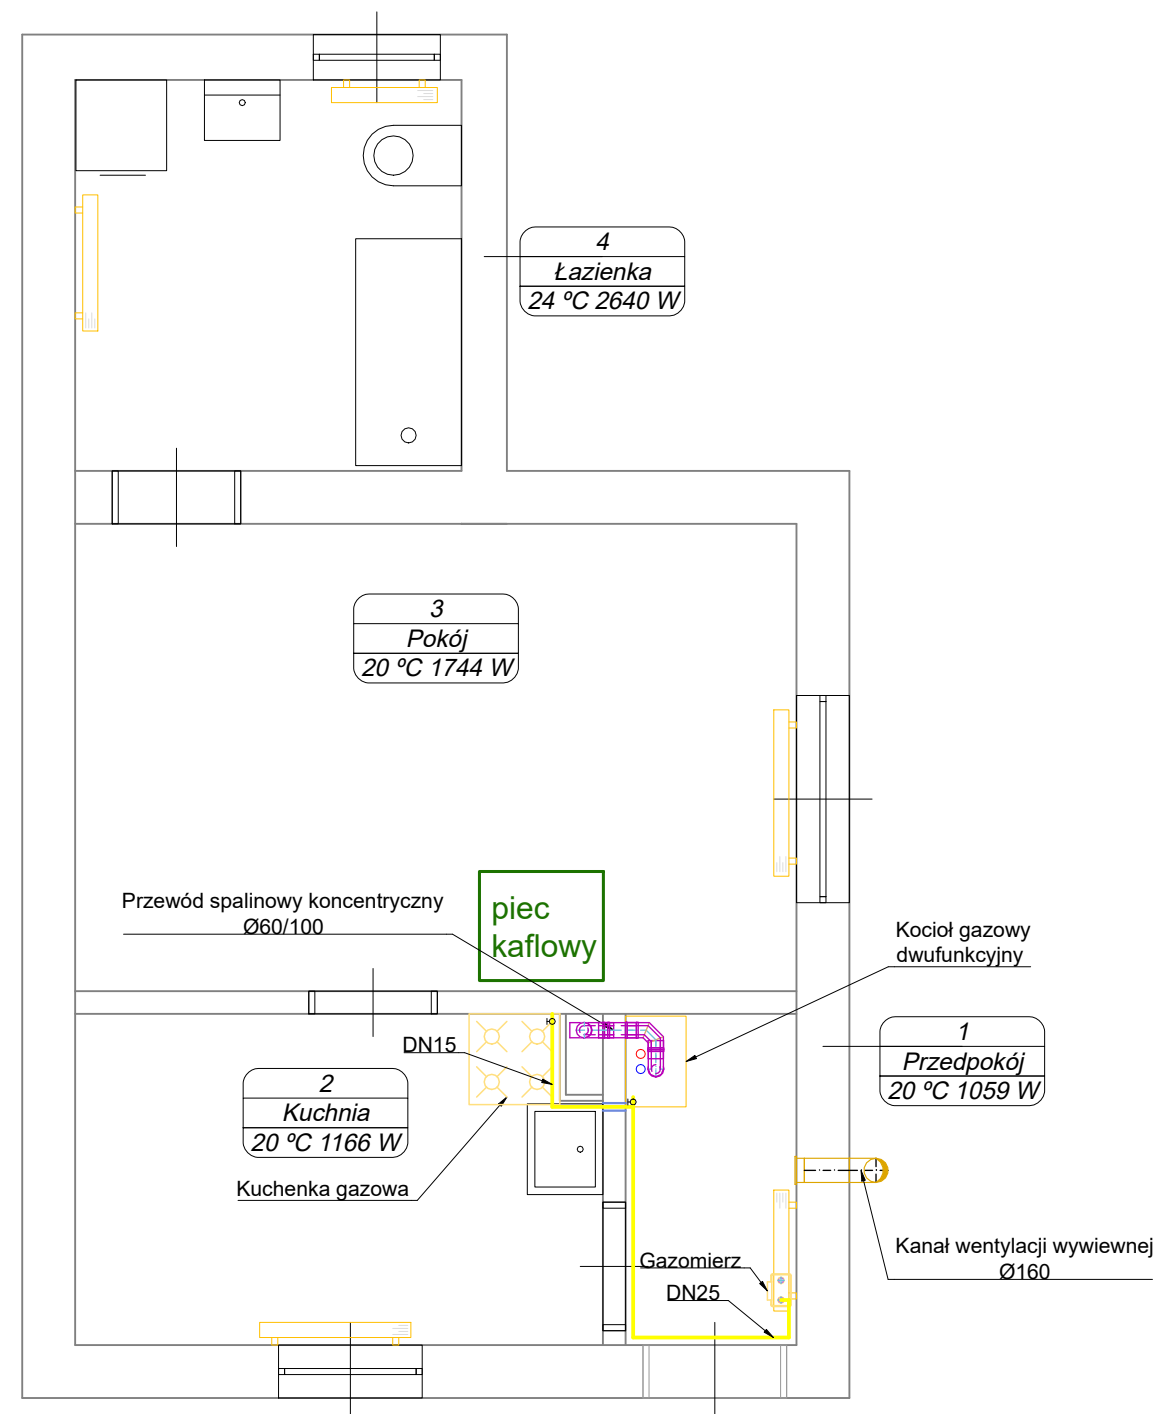 4
Łazienka
24 ºC 2640 W
3
Pokój
20 ºC 1744 W
Przewód spalinowy koncentryczny
Ø60/100
piec
kaflowy
Kocioł gazowy
dwufunkcyjny
DN15
1
Przedpokój
20 ºC 1059 W
2
Kuchnia
20 ºC 1166 W
Kuchenka gazowa
Gazomierz
DN25
Kanał wentylacji wywiewnej
Ø160